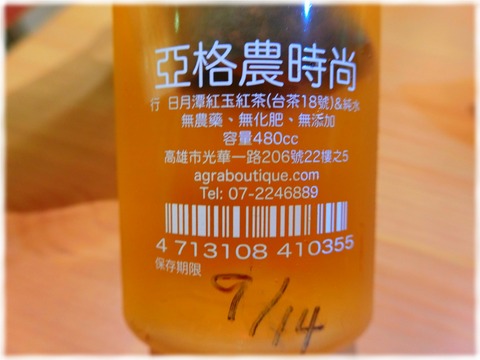 亞格農時尚
行 日月潭紅玉紅茶(台茶18號)&純水
無農藥、無化肥、無添加
容量480cc
高雄市光華一路206號22樓之5
agraboutique.com
Tel: 07-2246889
4 713108 410355
保存期限
9/14